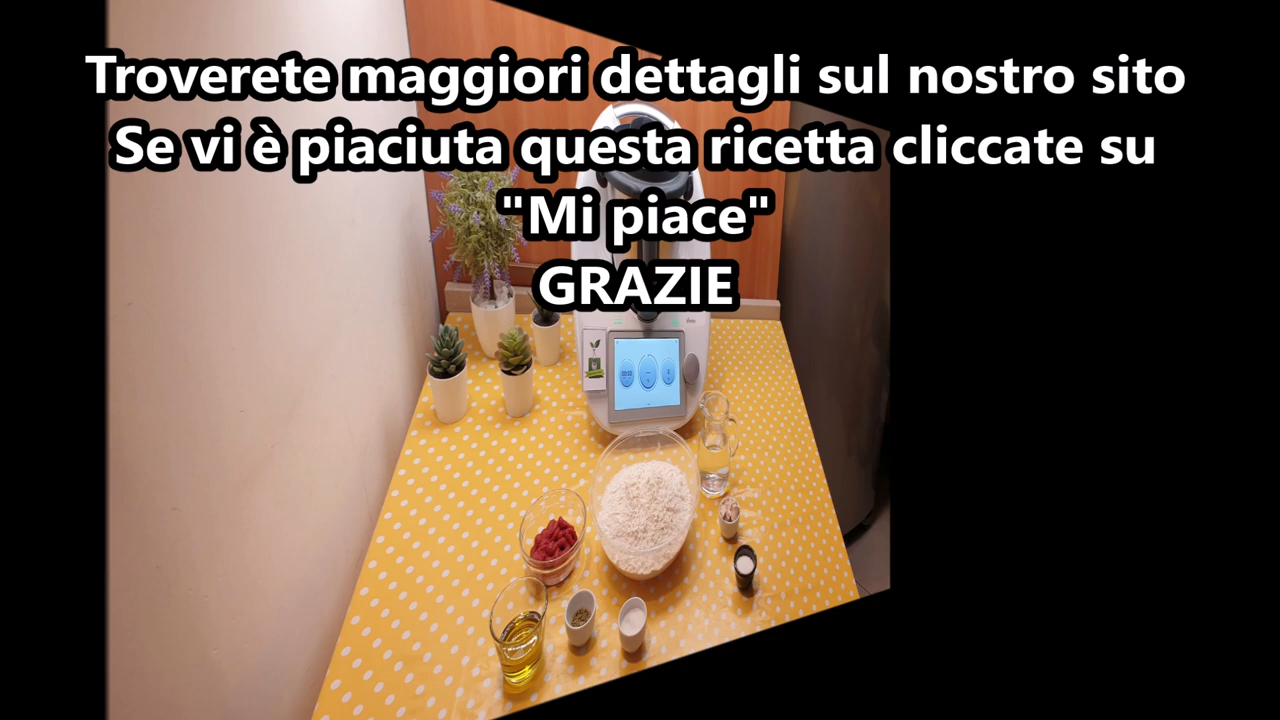 Troverete maggiori dettagli sul nostro sito
Se vi è piaciuta questa ricetta cliccate su
"Mi piace"
GRAZIE